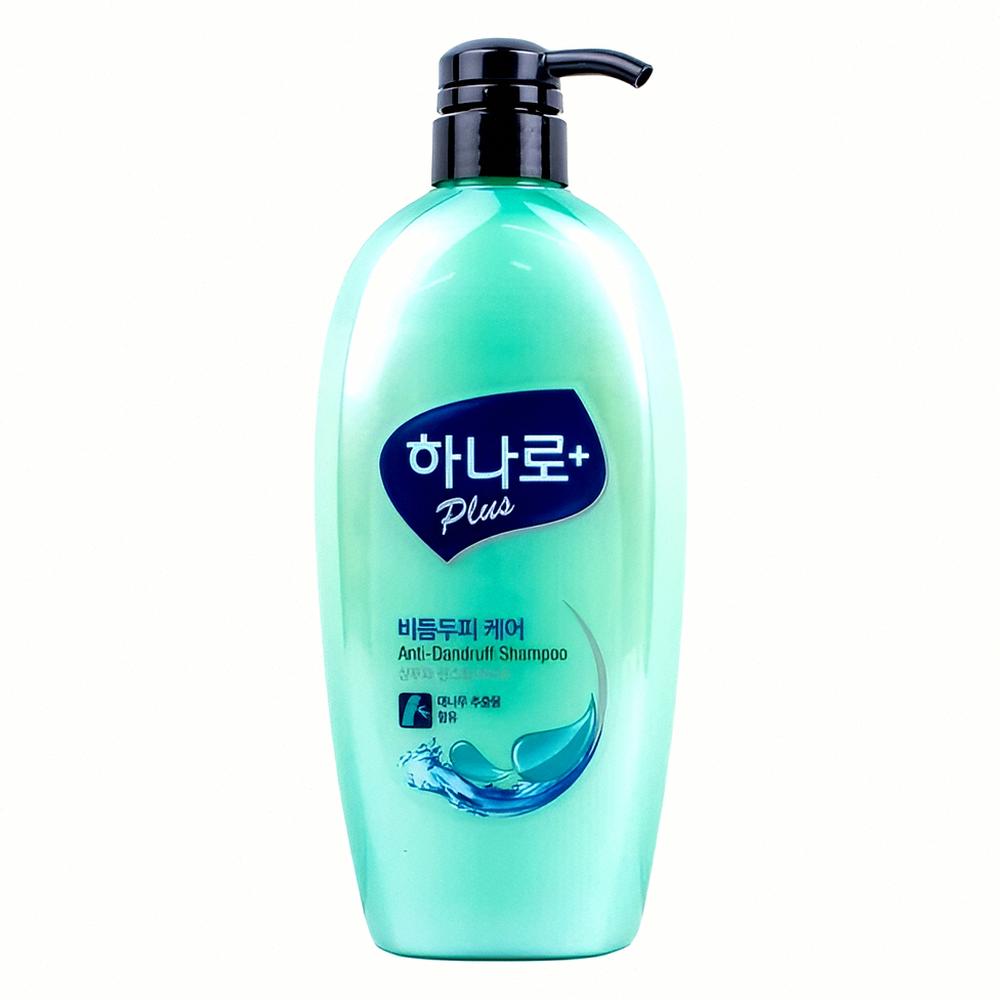 하나로+
Plus
비듬두피 케어
Anti-Dandruff Shampoo
대나무 추출물
함유